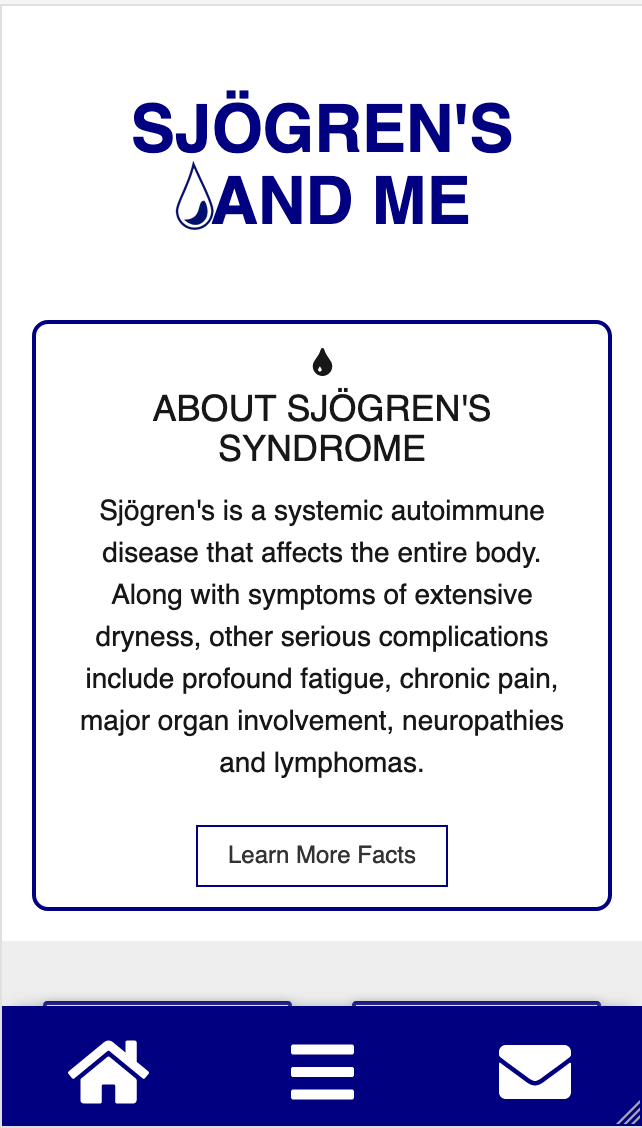 SJÖGREN'S
AND ME
ABOUT SJÖGREN'S
SYNDROME
Sjögren's is a systemic autoimmune
disease that affects the entire body.
Along with symptoms of extensive
dryness, other serious complications
include profound fatigue, chronic pain,
major organ involvement, neuropathies
and lymphomas.
Learn More Facts